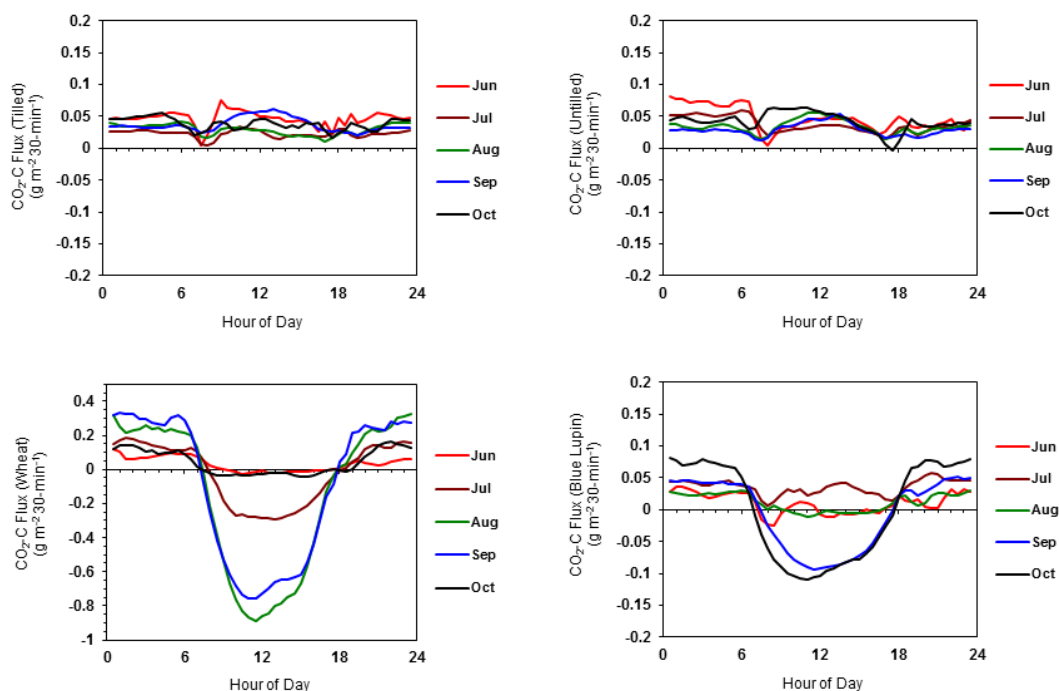 CO₂-C Flux (Tlilled)
(g m⁻² 30-min⁻¹)
0.2
0.15
0.1
0.05
0
-0.05
-0.1
-0.15
-0.2
0 6 12 18 24
Hour of Day
Jun
Jul
Aug
Sep
Oct
CO₂-C Flux (Untilled)
(g m⁻² 30-min⁻¹)
0.2
0.15
0.1
0.05
0
-0.05
-0.1
-0.15
-0.2
0 6 12 18 24
Hour of Day
Jun
Jul
Aug
Sep
Oct
CO₂-C Flux (Wheat)
(g m⁻² 30-min⁻¹)
0.4
0.2
0
-0.2
-0.4
-0.6
-0.8
-1
0 6 12 18 24
Hour of Day
Jun
Jul
Aug
Sep
Oct
CO₂-C Flux (Blue Lupin)
(g m⁻² 30-min⁻¹)
0.2
0.15
0.1
0.05
0
-0.05
-0.1
-0.15
-0.2
0 6 12 18 24
Hour of Day
Jun
Jul
Aug
Sep
Oct